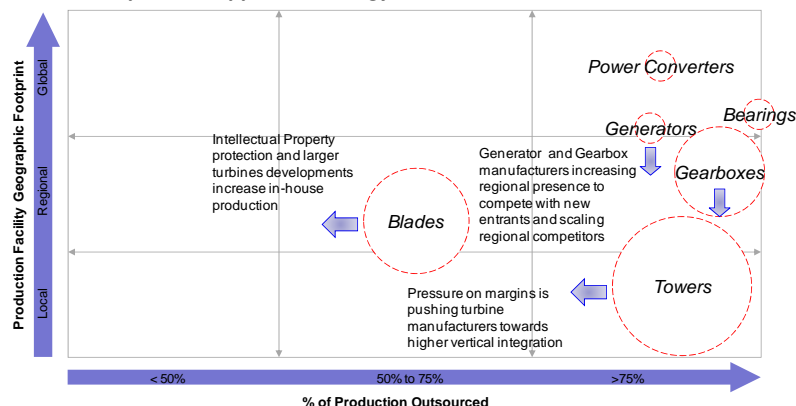 Production Facility Geographic Footprint
Global
Regional
Local
Power Converters
Bearings
Generators
Gearboxes
Intellectual Property
protection and larger
turbines developments
increase in-house
production
Generator and Gearbox
manufacturers increasing
regional presence to
compete with new
entrants and scaling
regional competitors
Blades
Towers
Pressure on margins is
pushing turbine
manufacturers towards
higher vertical integration
< 50%
50% to 75%
>75%
% of Production Outsourced